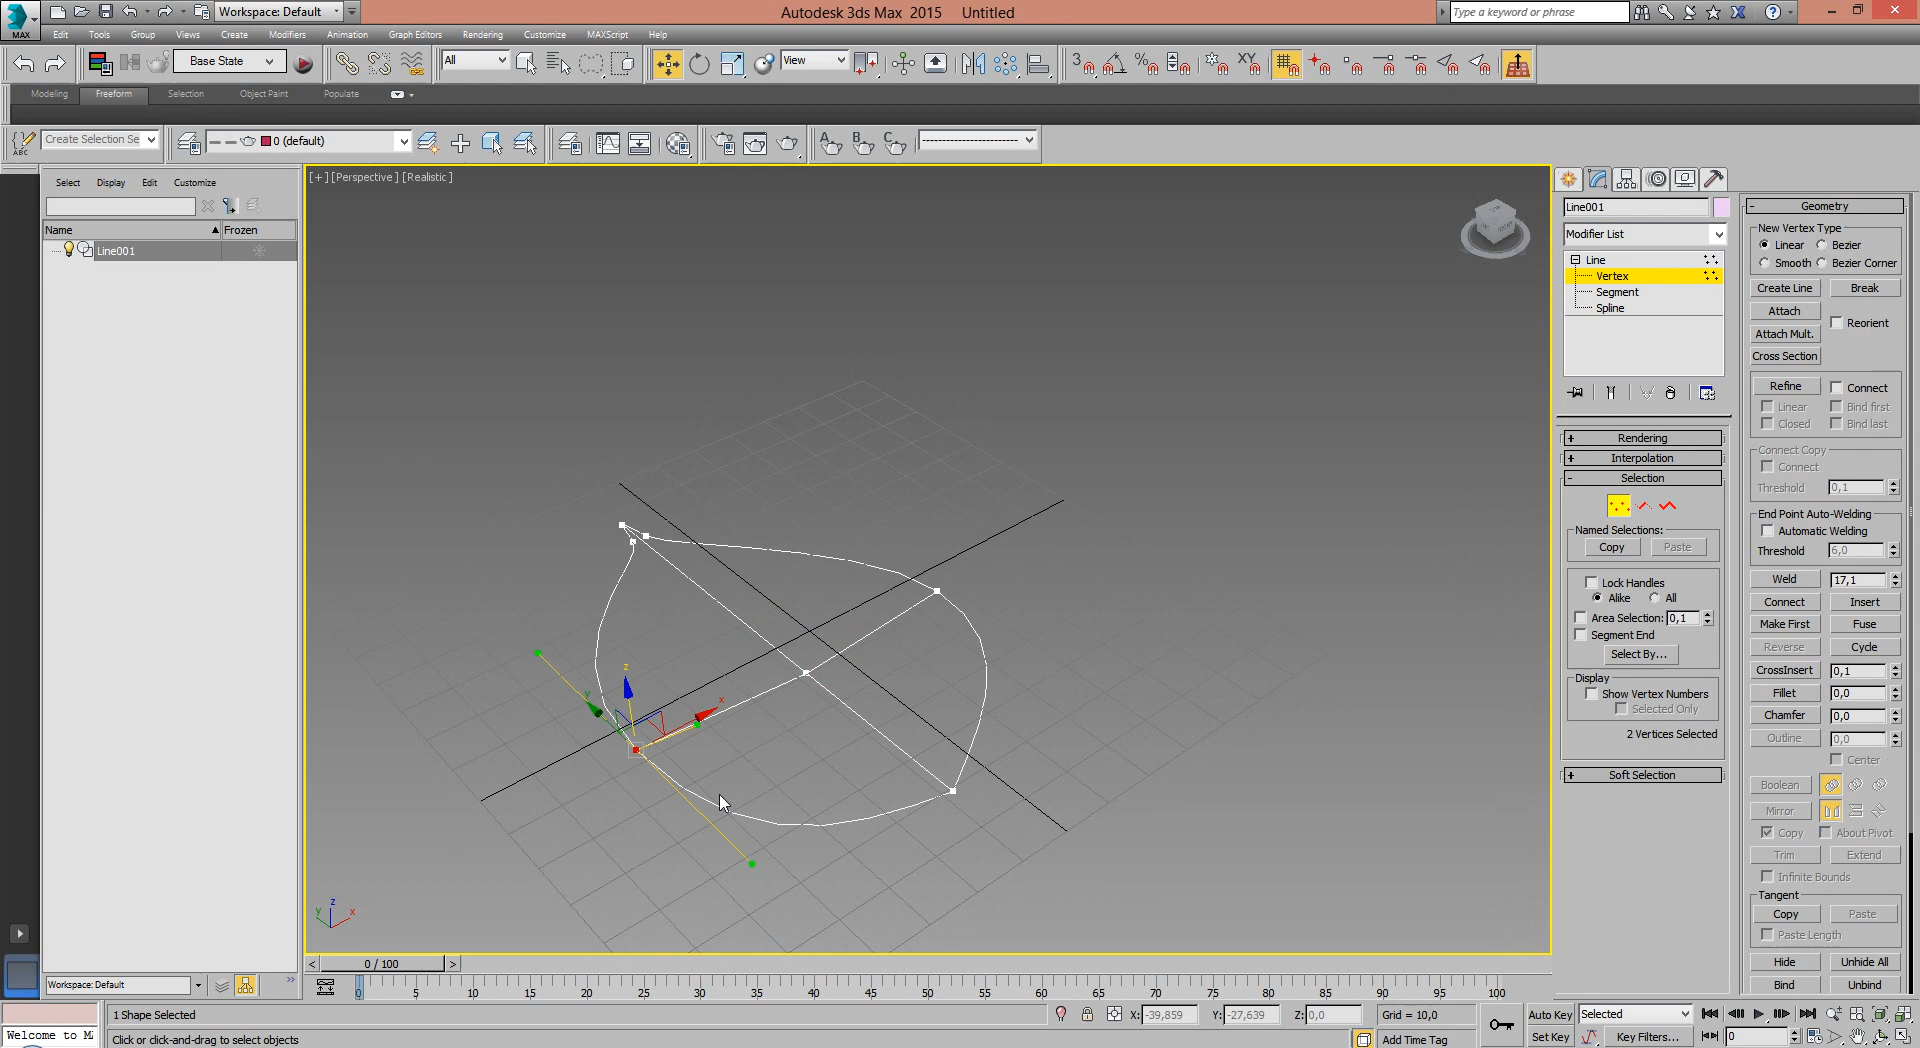 Workspace: Default
Autodesk 3ds Max 2015 Untitled
Type a keyword or phrase
MAX
Edit Tools Group Views Create Modifiers Animation Graph Editors Rendering Customize MAXScript Help
Base State
All
View
3
%
XY
Modeling Freeform Selection Object Paint Populate
ABC
Create Selection Se
0 (default)
A B C
Select Display Edit Customize
Name Frozen
Line001
[+] [Perspective] [Realistic]
z
y x
z
y x
Line001
Modifier List
Line
Vertex
Segment
Spline
+ Rendering
+ Interpolation
- Selection
Named Selections:
Copy Paste
Lock Handles
Alike All
Area Selection: 0,1
Segment End
Select By...
Display
Show Vertex Numbers
Selected Only
2 Vertices Selected
+ Soft Selection
- Geometry
New Vertex Type
Linear Bezier
Smooth Bezier Corner
Create Line Break
Attach
Reorient
Attach Mult.
Cross Section
Refine Connect
Linear Bind first
Closed Bind last
Connect Copy
Connect
Threshold 0,1
End Point Auto-Welding
Automatic Welding
Threshold 6,0
Weld 17,1
Connect Insert
Make First Fuse
Reverse Cycle
CrossInsert 0,1
Fillet 0,0
Chamfer 0,0
Outline 0,0
Center
Boolean
Mirror
Copy About Pivot
Trim Extend
Infinite Bounds
Tangent
Copy Paste
Paste Length
Hide Unhide All
Bind Unbind
< 0 / 100 >
Workspace: Default
0 5 10 15 20 25 30 35 40 45 50 55 60 65 70 75 80 85 90 95 100
1 Shape Selected
X: -39,859 Y: -27,639 Z: 0,0 Grid = 10,0
Auto Key Selected
Welcome to M
Click or click-and-drag to select objects
Add Time Tag
Set Key Key Filters... 0